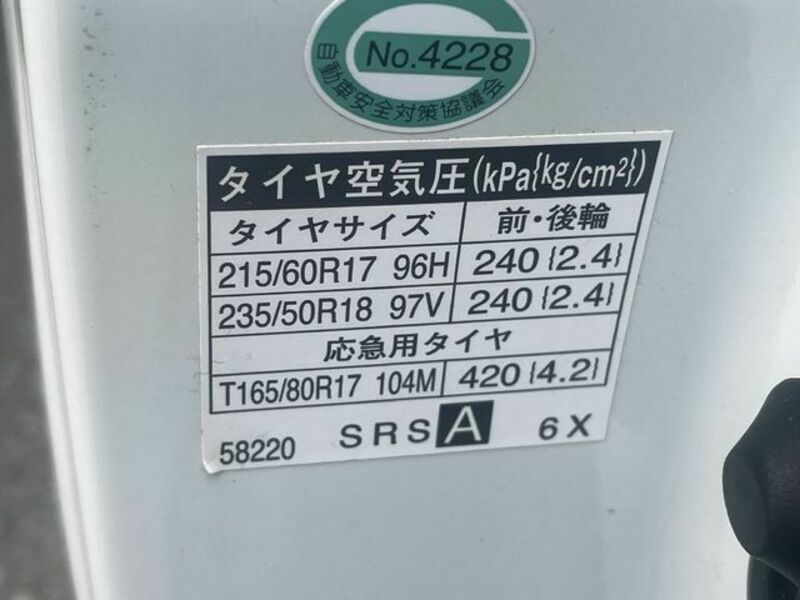 No.4228
自動車安全対策協議会
タイヤ空気圧(kPa{kg/cm2})
タイヤサイズ 前・後輪
215/60R17 96H 240{2.4}
235/50R18 97V 240{2.4}
応急用タイヤ
T165/80R17 104M 420{4.2}
58220 SRS A 6X